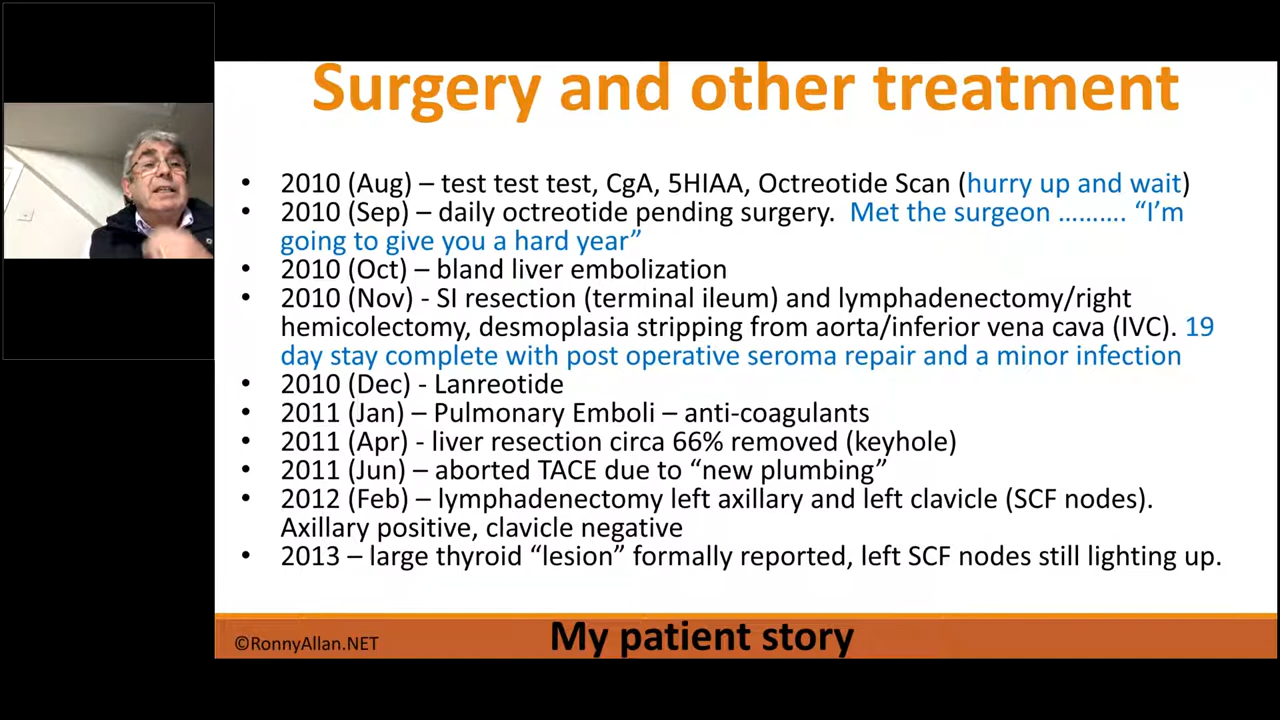 Surgery and other treatment
• 2010 (Aug) – test test test, CgA, 5HIAA, Octreotide Scan (hurry up and wait)
• 2010 (Sep) – daily octreotide pending surgery.  Met the surgeon ………. “I’m
going to give you a hard year”
• 2010 (Oct) – bland liver embolization
• 2010 (Nov) - SI resection (terminal ileum) and lymphadenectomy/right
hemicolectomy, desmoplasia stripping from aorta/inferior vena cava (IVC). 19
day stay complete with post operative seroma repair and a minor infection
• 2010 (Dec) - Lanreotide
• 2011 (Jan) – Pulmonary Emboli – anti-coagulants
• 2011 (Apr) - liver resection circa 66% removed (keyhole)
• 2011 (Jun) – aborted TACE due to “new plumbing”
• 2012 (Feb) – lymphadenectomy left axillary and left clavicle (SCF nodes).
Axillary positive, clavicle negative
• 2013 – large thyroid “lesion” formally reported, left SCF nodes still lighting up.
©RonnyAllan.NET
My patient story